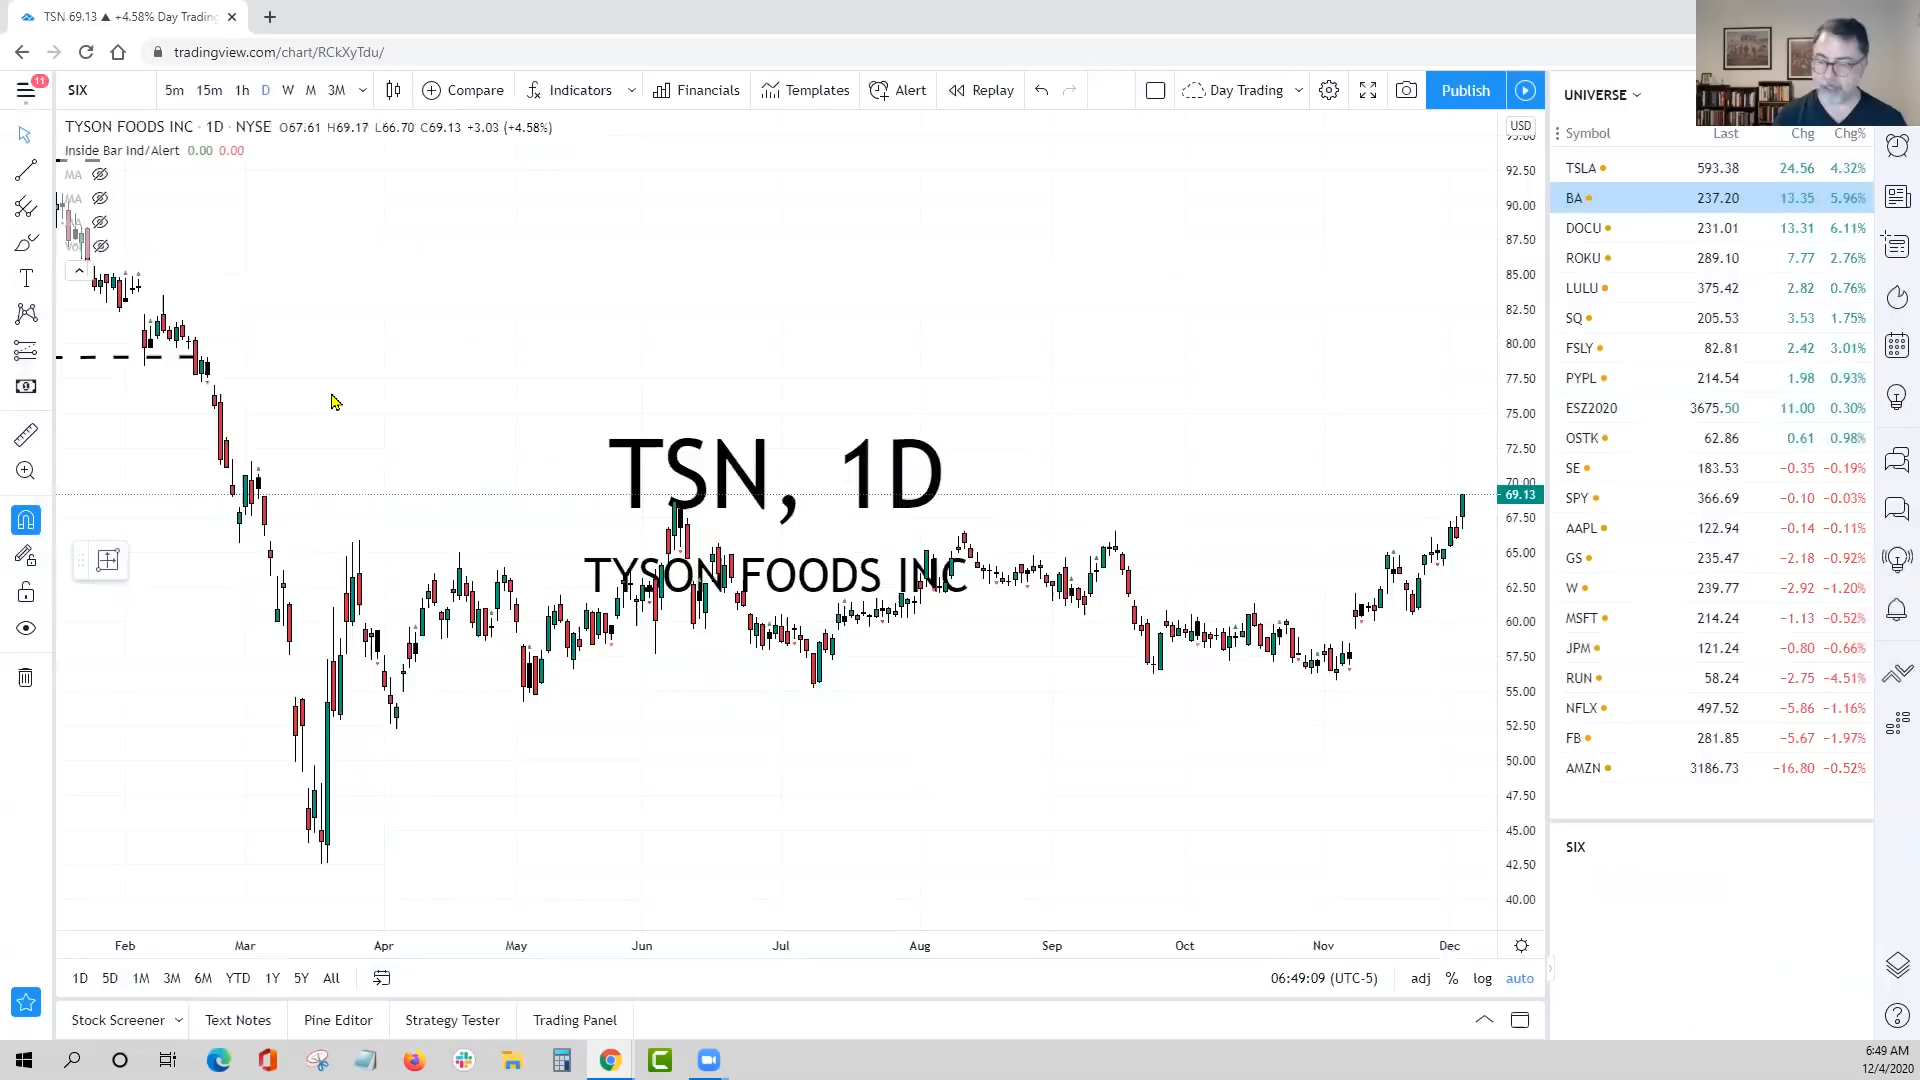 TSN 69.13 ▲ +4.58% Day Trading
tradingview.com/chart/RCkXyTdu/
11
SIX 5m 15m 1h D W M 3M Compare Indicators Financials Templates Alert Replay Day Trading Publish
TYSON FOODS INC · 1D · NYSE O67.61 H69.17 L66.70 C69.13 +3.03 (+4.58%)
Inside Bar Ind/Alert 0.00 0.00
MA
MA
TSN, 1D
TYSON FOODS INC
USD
95.00
92.50
90.00
87.50
85.00
82.50
80.00
77.50
75.00
72.50
70.00
69.13
67.50
65.00
62.50
60.00
57.50
55.00
52.50
50.00
47.50
45.00
42.50
40.00
Feb Mar Apr May Jun Jul Aug Sep Oct Nov Dec
1D 5D 1M 3M 6M YTD 1Y 5Y All 06:49:09 (UTC-5) adj % log auto
Stock Screener Text Notes Pine Editor Strategy Tester Trading Panel
UNIVERSE
Symbol Last Chg Chg%
TSLA 593.38 24.56 4.32%
BA 237.20 13.35 5.96%
DOCU 231.01 13.31 6.11%
ROKU 289.10 7.77 2.76%
LULU 375.42 2.82 0.76%
SQ 205.53 3.53 1.75%
FSLY 82.81 2.42 3.01%
PYPL 214.54 1.98 0.93%
ESZ2020 3675.50 11.00 0.30%
OSTK 62.86 0.61 0.98%
SE 183.53 −0.35 −0.19%
SPY 366.69 −0.10 −0.03%
AAPL 122.94 −0.14 −0.11%
GS 235.47 −2.18 −0.92%
W 239.77 −2.92 −1.20%
MSFT 214.24 −1.13 −0.52%
JPM 121.24 −0.80 −0.66%
RUN 58.24 −2.75 −4.51%
NFLX 497.52 −5.86 −1.16%
FB 281.85 −5.67 −1.97%
AMZN 3186.73 −16.80 −0.52%
SIX
6:49 AM
12/4/2020